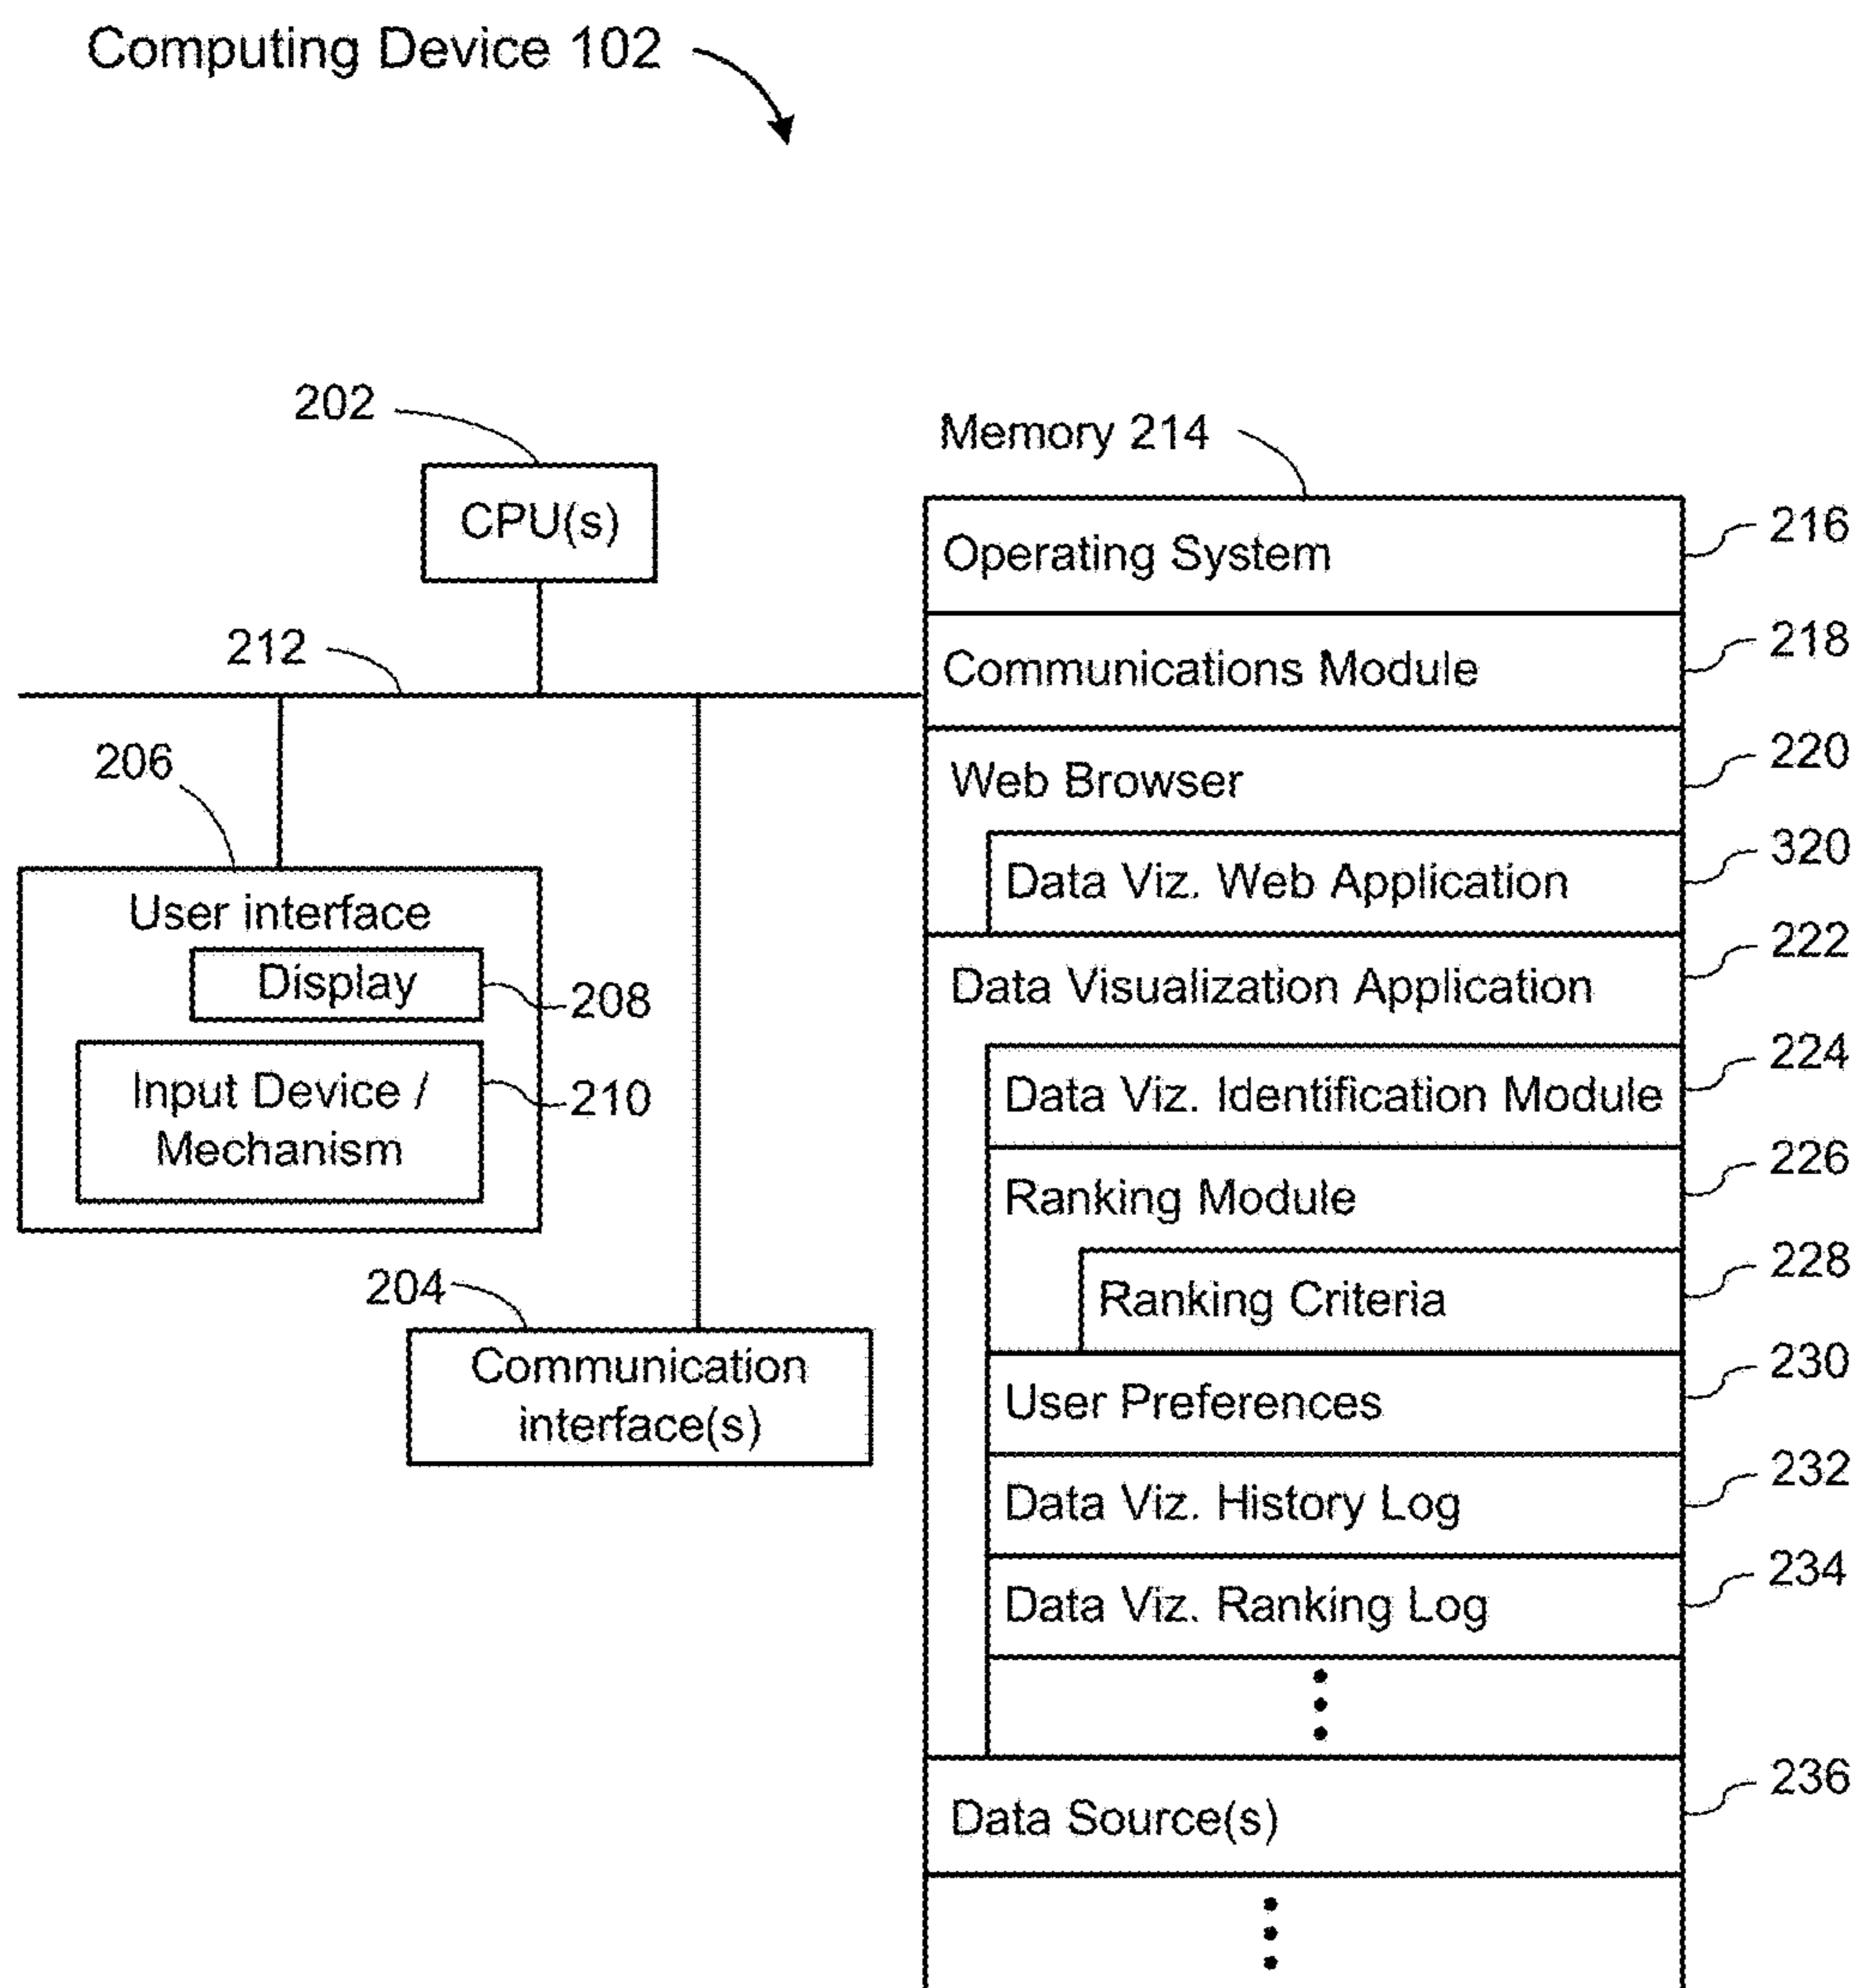 Computing Device 102
202
CPU(s)
212
206
User interface
Display
208
Input Device /
Mechanism
210
204
Communication
interface(s)
Memory 214
Operating System
216
Communications Module
218
Web Browser
220
Data Viz. Web Application
320
Data Visualization Application
222
Data Viz. Identification Module
224
Ranking Module
226
Ranking Criteria
228
User Preferences
230
Data Viz. History Log
232
Data Viz. Ranking Log
234
Data Source(s)
236